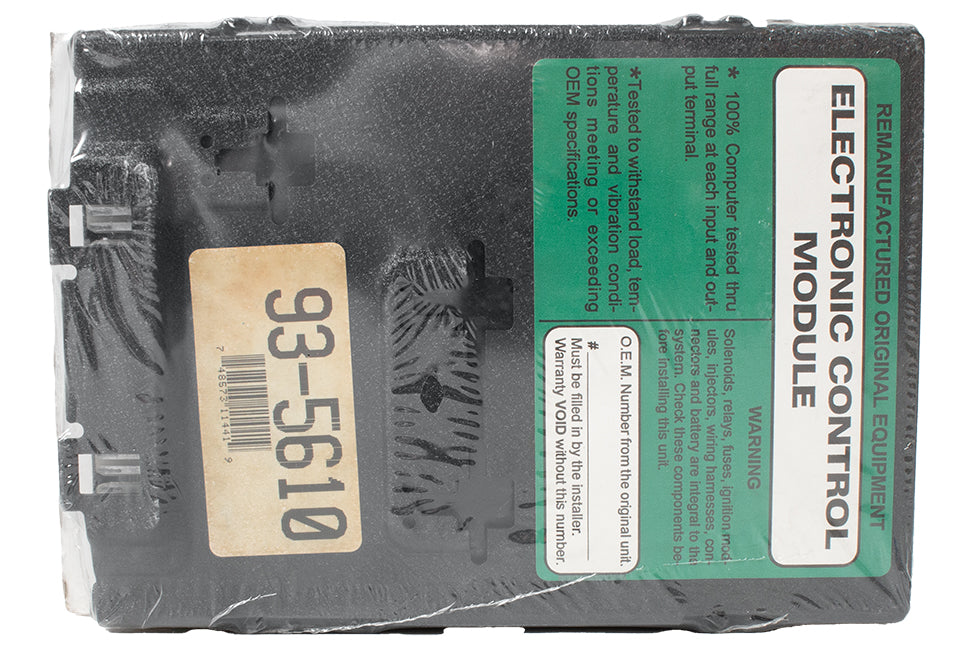 REMANUFACTURED ORIGINAL EQUIPMENT
ELECTRONIC CONTROL
MODULE
* 100% Computer tested thru
full range at each input and out-
put terminal.
*Tested to withstand load, tem-
perature and vibration condi-
tions meeting or exceeding
OEM specifications.
WARNING
Solenoids, relays, fuses, ignition mod-
ules, injectors, wiring harnesses, con-
nectors and battery are integral to the
system. Check these components be-
fore installing this unit.
O.E.M. Number from the original unit.
#
Must be filled in by the installer.
Warranty VOID without this number.
93-5610
7 48573 11441 9